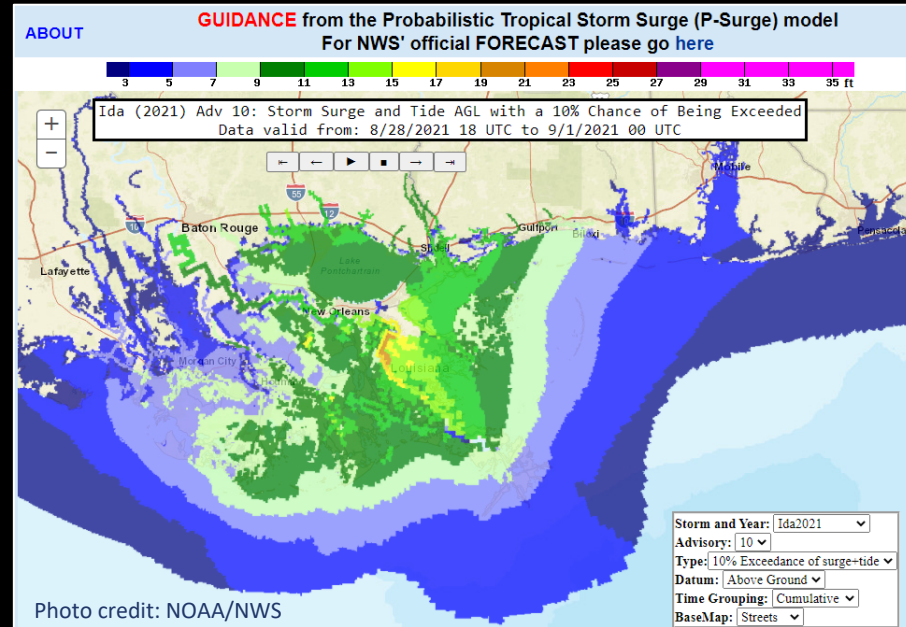 ABOUT
GUIDANCE from the Probabilistic Tropical Storm Surge (P-Surge) model
For NWS' official FORECAST please go here
3 5 7 9 11 13 15 17 19 21 23 25 27 29 31 33 35 ft
+
−
Ida (2021) Adv 10: Storm Surge and Tide AGL with a 10% Chance of Being Exceeded
Data valid from: 8/28/2021 18 UTC to 9/1/2021 00 UTC
Mobile
55
10
12
Baton Rouge
Gulfport
Biloxi
Pensacola
Slidell
Lafayette
Lake
Pontchartrain
New Orleans
Morgan City
Louisiana
Houma
Storm and Year: Ida2021
Advisory: 10
Type: 10% Exceedance of surge+tide
Datum: Above Ground
Time Grouping: Cumulative
BaseMap: Streets
Photo credit: NOAA/NWS